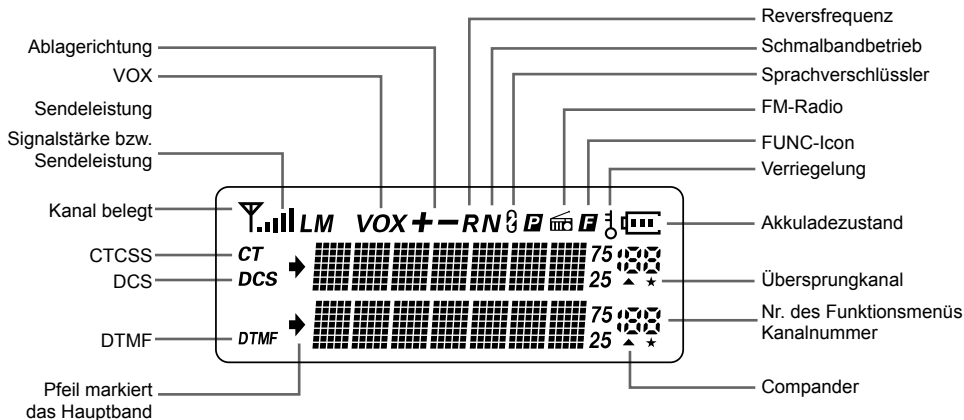 Ablagerichtung
VOX
Sendeleistung
Signalstärke bzw.
Sendeleistung
Kanal belegt
CTCSS
DCS
DTMF
Pfeil markiert
das Hauptband
Reversfrequenz
Schmalbandbetrieb
Sprachverschlüssler
FM-Radio
FUNC-Icon
Verriegelung
Akkuladezustand
Übersprungkanal
Nr. des Funktionsmenüs
Kanalnummer
Compander
LM VOX + − R N P F
CT
DCS
75 88
25
DTMF
75 88
25